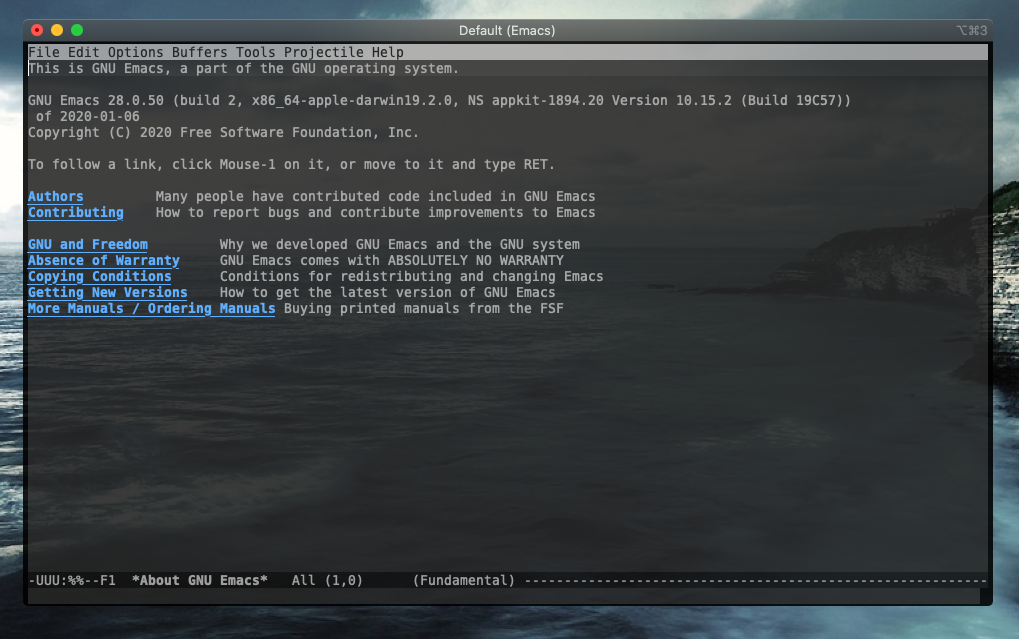 Default (Emacs)
⌥⌘3
File Edit Options Buffers Tools Projectile Help
This is GNU Emacs, a part of the GNU operating system.
GNU Emacs 28.0.50 (build 2, x86_64-apple-darwin19.2.0, NS appkit-1894.20 Version 10.15.2 (Build 19C57))
of 2020-01-06
Copyright (C) 2020 Free Software Foundation, Inc.
To follow a link, click Mouse-1 on it, or move to it and type RET.
Authors Many people have contributed code included in GNU Emacs
Contributing How to report bugs and contribute improvements to Emacs
GNU and Freedom Why we developed GNU Emacs and the GNU system
Absence of Warranty GNU Emacs comes with ABSOLUTELY NO WARRANTY
Copying Conditions Conditions for redistributing and changing Emacs
Getting New Versions How to get the latest version of GNU Emacs
More Manuals / Ordering Manuals Buying printed manuals from the FSF
-UUU:%%--F1 *About GNU Emacs* All (1,0) (Fundamental) ----------------------------------------------------------